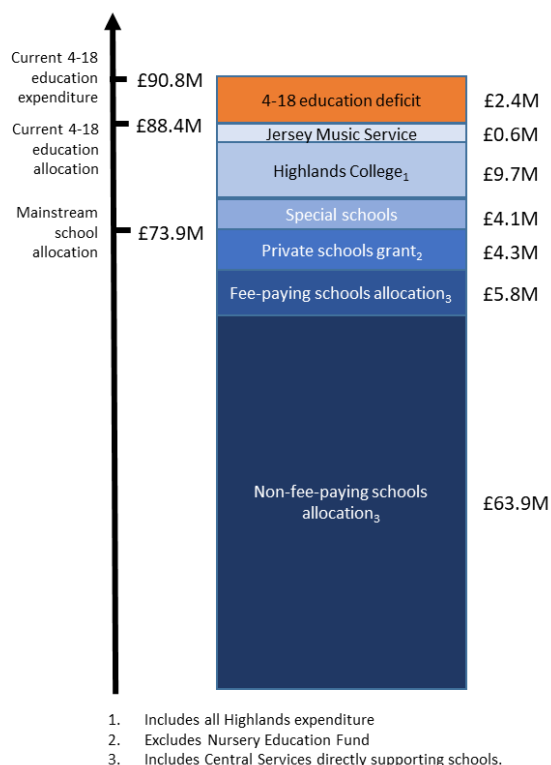 Current 4-18
education
expenditure
£90.8M
4-18 education deficit
£2.4M
Current 4-18
education
allocation
£88.4M
Jersey Music Service
£0.6M
Highlands College1
£9.7M
Mainstream
school
allocation
£73.9M
Special schools
£4.1M
Private schools grant2
£4.3M
Fee-paying schools allocation3
£5.8M
Non-fee-paying schools
allocation3
£63.9M
1. Includes all Highlands expenditure
2. Excludes Nursery Education Fund
3. Includes Central Services directly supporting schools.